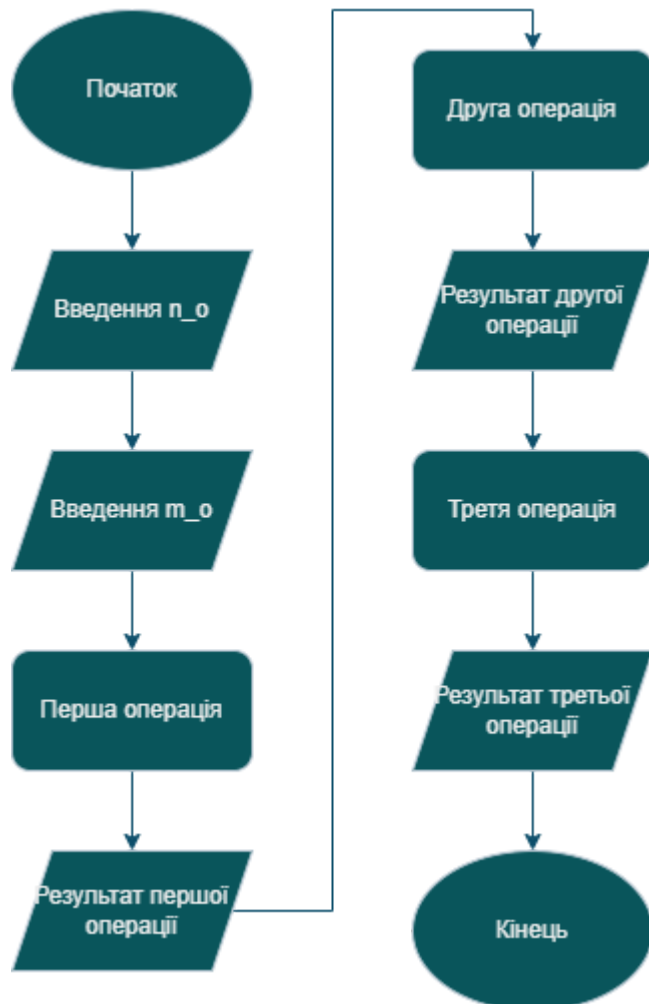 Початок
Введення n_o
Введення m_o
Перша операція
Результат першої
операції
Друга операція
Результат другої
операції
Третя операція
Результат третьої
операції
Кінець